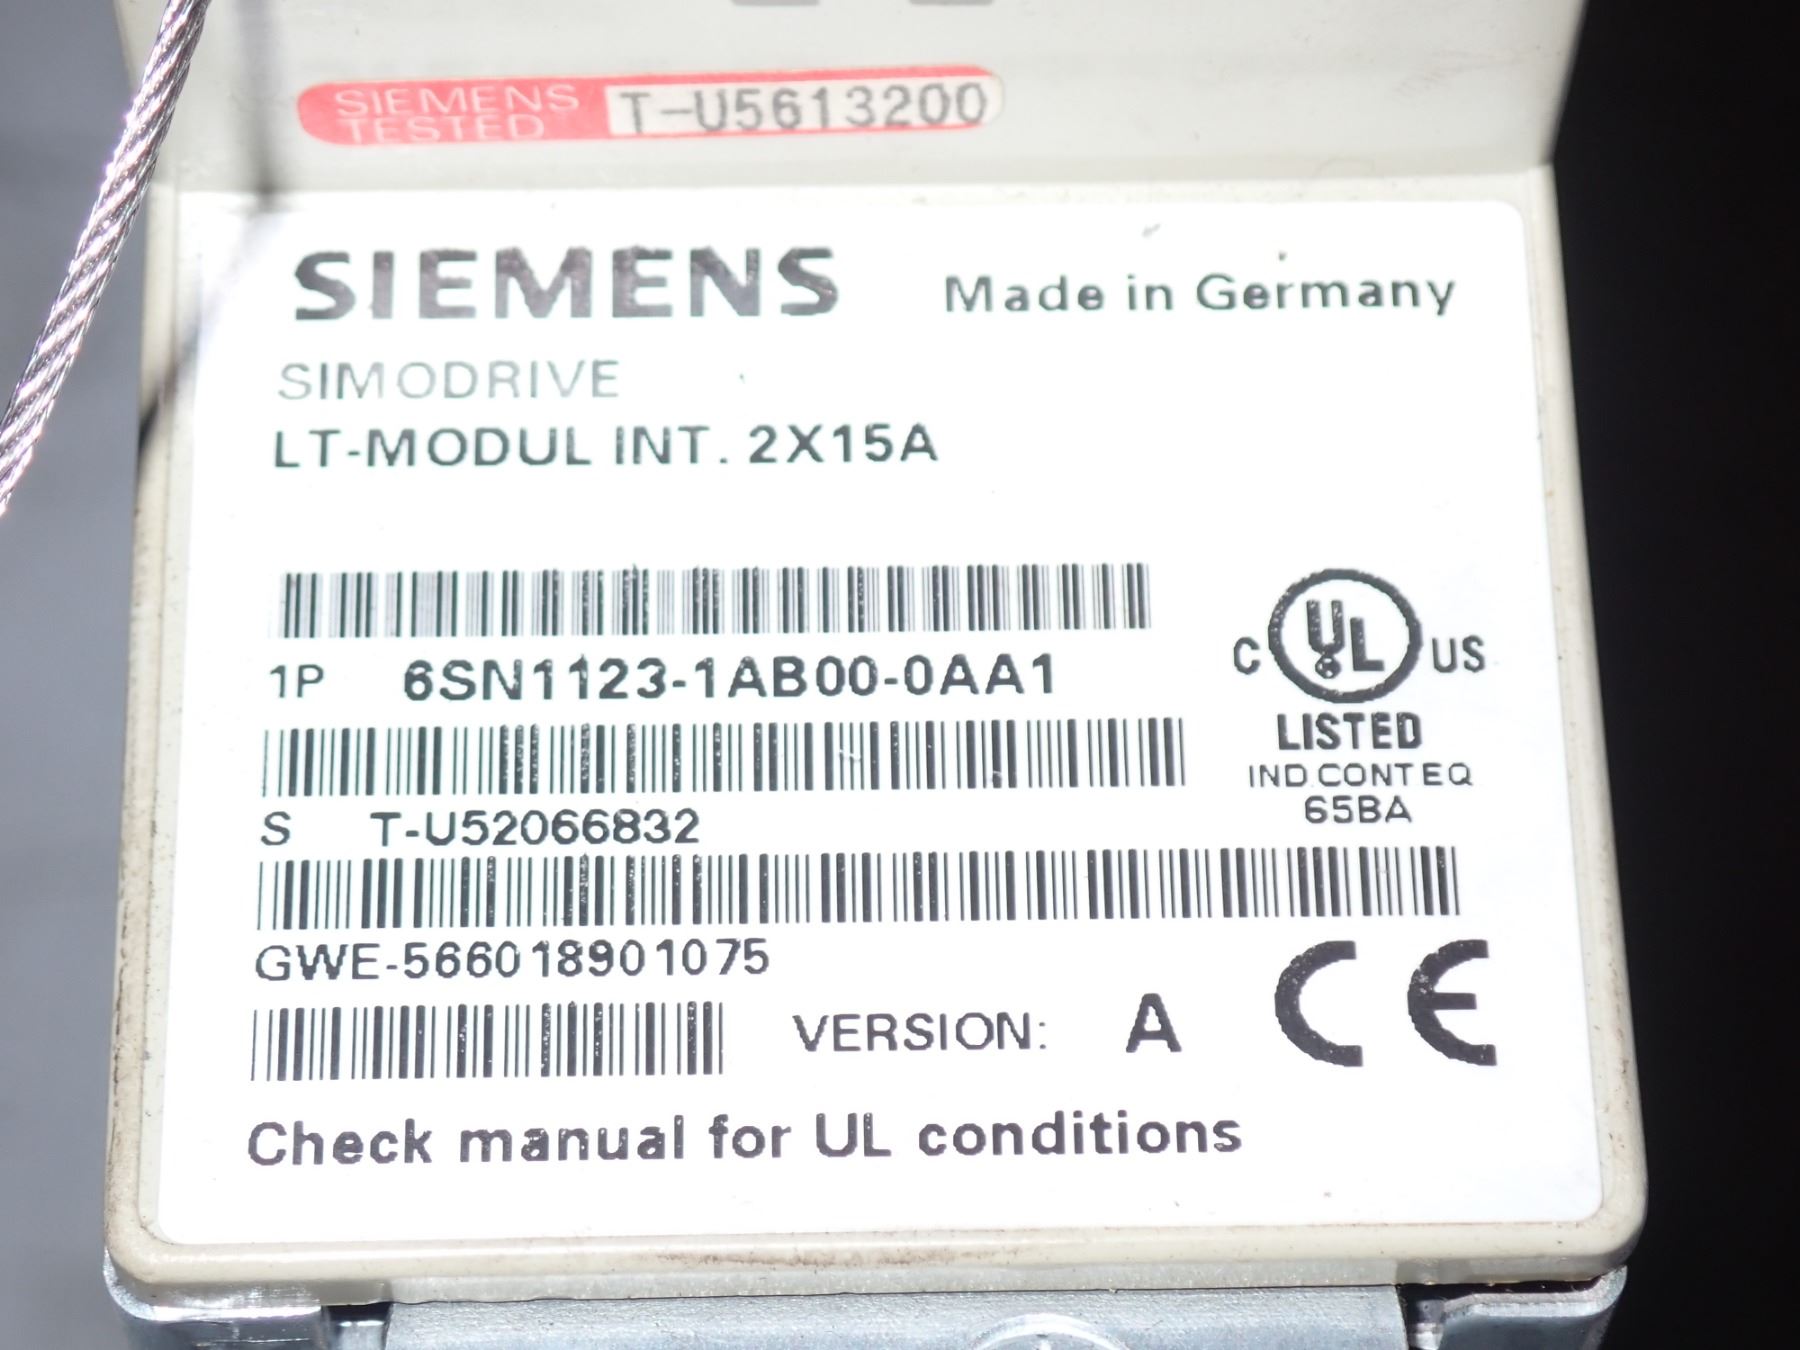 SIEMENS
TESTED
T-U5613200
SIEMENS Made in Germany
SIMODRIVE
LT-MODUL INT. 2X15A
1P 6SN1123-1AB00-0AA1
C UL US
LISTED
IND.CONT EQ
65BA
S T-U52066832
GWE-566018901075
VERSION: A CE
Check manual for UL conditions